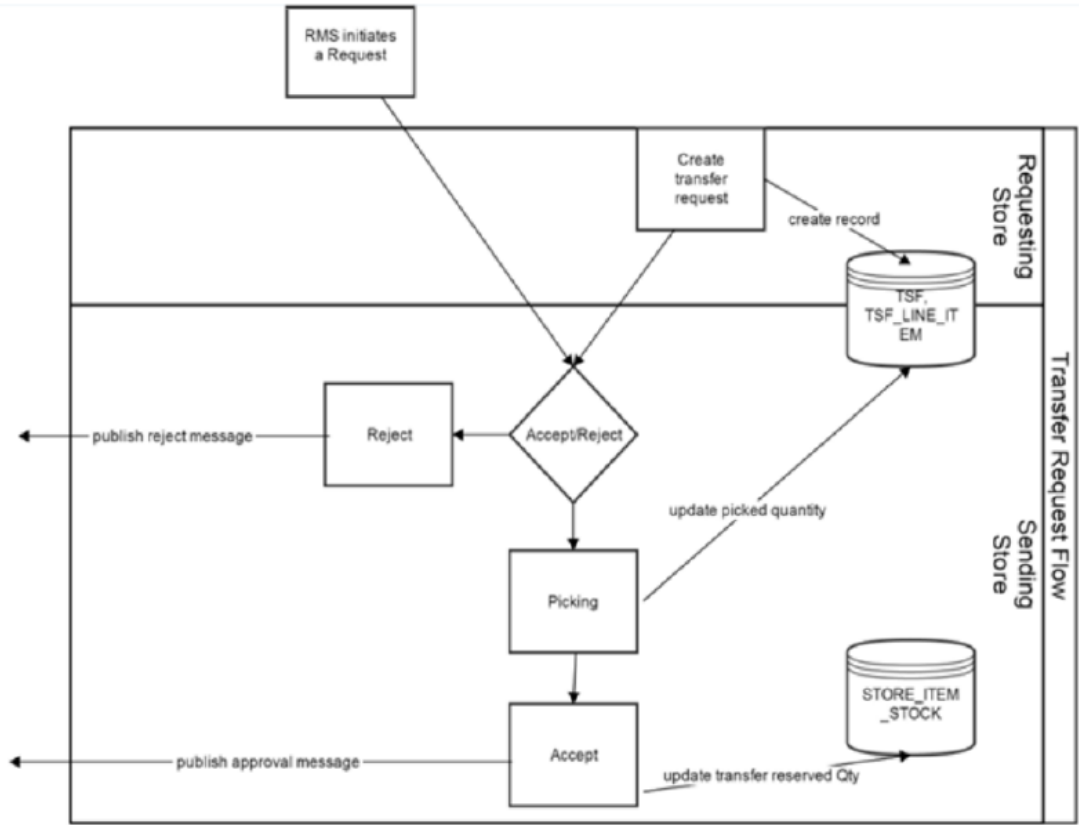 RMS initiates
a Request
Create
transfer
request
Requesting
Store
create record
TSF,
TSF_LINE_IT
EM
Transfer Request Flow
Accept/Reject
Reject
publish reject message
update picked quantity
Sending
Store
Picking
STORE_ITEM
_STOCK
Accept
publish approval message
update transfer reserved Qty